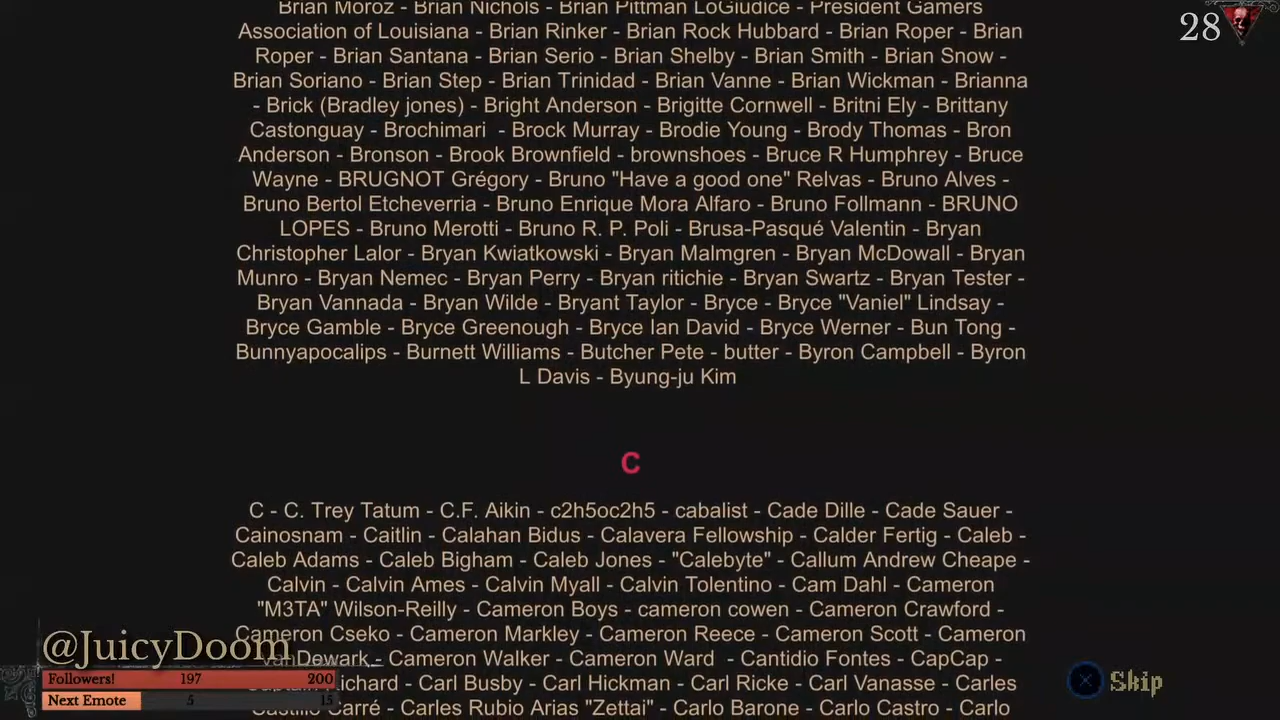 Brian Moroz - Brian Nichols - Brian Pittman LoGiudice - President Gamers
28
Association of Louisiana - Brian Rinker - Brian Rock Hubbard - Brian Roper - Brian
Roper - Brian Santana - Brian Serio - Brian Shelby - Brian Smith - Brian Snow -
Brian Soriano - Brian Step - Brian Trinidad - Brian Vanne - Brian Wickman - Brianna
- Brick (Bradley jones) - Bright Anderson - Brigitte Cornwell - Britni Ely - Brittany
Castonguay - Brochimari - Brock Murray - Brodie Young - Brody Thomas - Bron
Anderson - Bronson - Brook Brownfield - brownshoes - Bruce R Humphrey - Bruce
Wayne - BRUGNOT Grégory - Bruno "Have a good one" Relvas - Bruno Alves -
Bruno Bertol Etcheverria - Bruno Enrique Mora Alfaro - Bruno Follmann - BRUNO
LOPES - Bruno Merotti - Bruno R. P. Poli - Brusa-Pasqué Valentin - Bryan
Christopher Lalor - Bryan Kwiatkowski - Bryan Malmgren - Bryan McDowall - Bryan
Munro - Bryan Nemec - Bryan Perry - Bryan ritichie - Bryan Swartz - Bryan Tester -
Bryan Vannada - Bryan Wilde - Bryant Taylor - Bryce - Bryce "Vaniel" Lindsay -
Bryce Gamble - Bryce Greenough - Bryce Ian David - Bryce Werner - Bun Tong -
Bunnyapocalips - Burnett Williams - Butcher Pete - butter - Byron Campbell - Byron
L Davis - Byung-ju Kim
C
C - C. Trey Tatum - C.F. Aikin - c2h5oc2h5 - cabalist - Cade Dille - Cade Sauer -
Cainosnam - Caitlin - Calahan Bidus - Calavera Fellowship - Calder Fertig - Caleb -
Caleb Adams - Caleb Bigham - Caleb Jones - "Calebyte" - Callum Andrew Cheape -
Calvin - Calvin Ames - Calvin Myall - Calvin Tolentino - Cam Dahl - Cameron
"M3TA" Wilson-Reilly - Cameron Boys - cameron cowen - Cameron Crawford -
Cameron Cseko - Cameron Markley - Cameron Reece - Cameron Scott - Cameron
- Cameron Walker - Cameron Ward - Cantidio Fontes - CapCap -
Richard - Carl Busby - Carl Hickman - Carl Ricke - Carl Vanasse - Carles
Carré - Carles Rubio Arias "Zettai" - Carlo Barone - Carlo Castro - Carlo
@JuicyDoom
Followers! 197 200
Next Emote 5 15
Skip